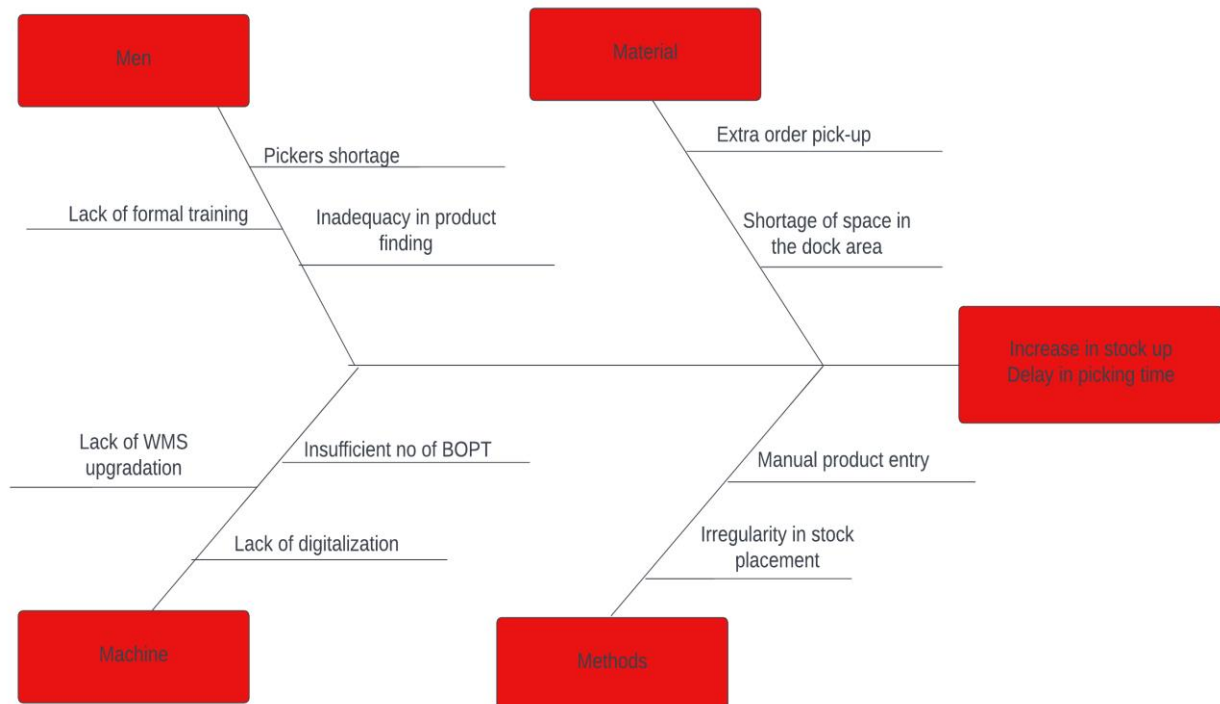 Men
Material
Pickers shortage
Lack of formal training
Inadequacy in product
finding
Extra order pick-up
Shortage of space in
the dock area
Increase in stock up
Delay in picking time
Lack of WMS
upgradation
Insufficient no of BOPT
Lack of digitalization
Manual product entry
Irregularity in stock
placement
Machine
Methods